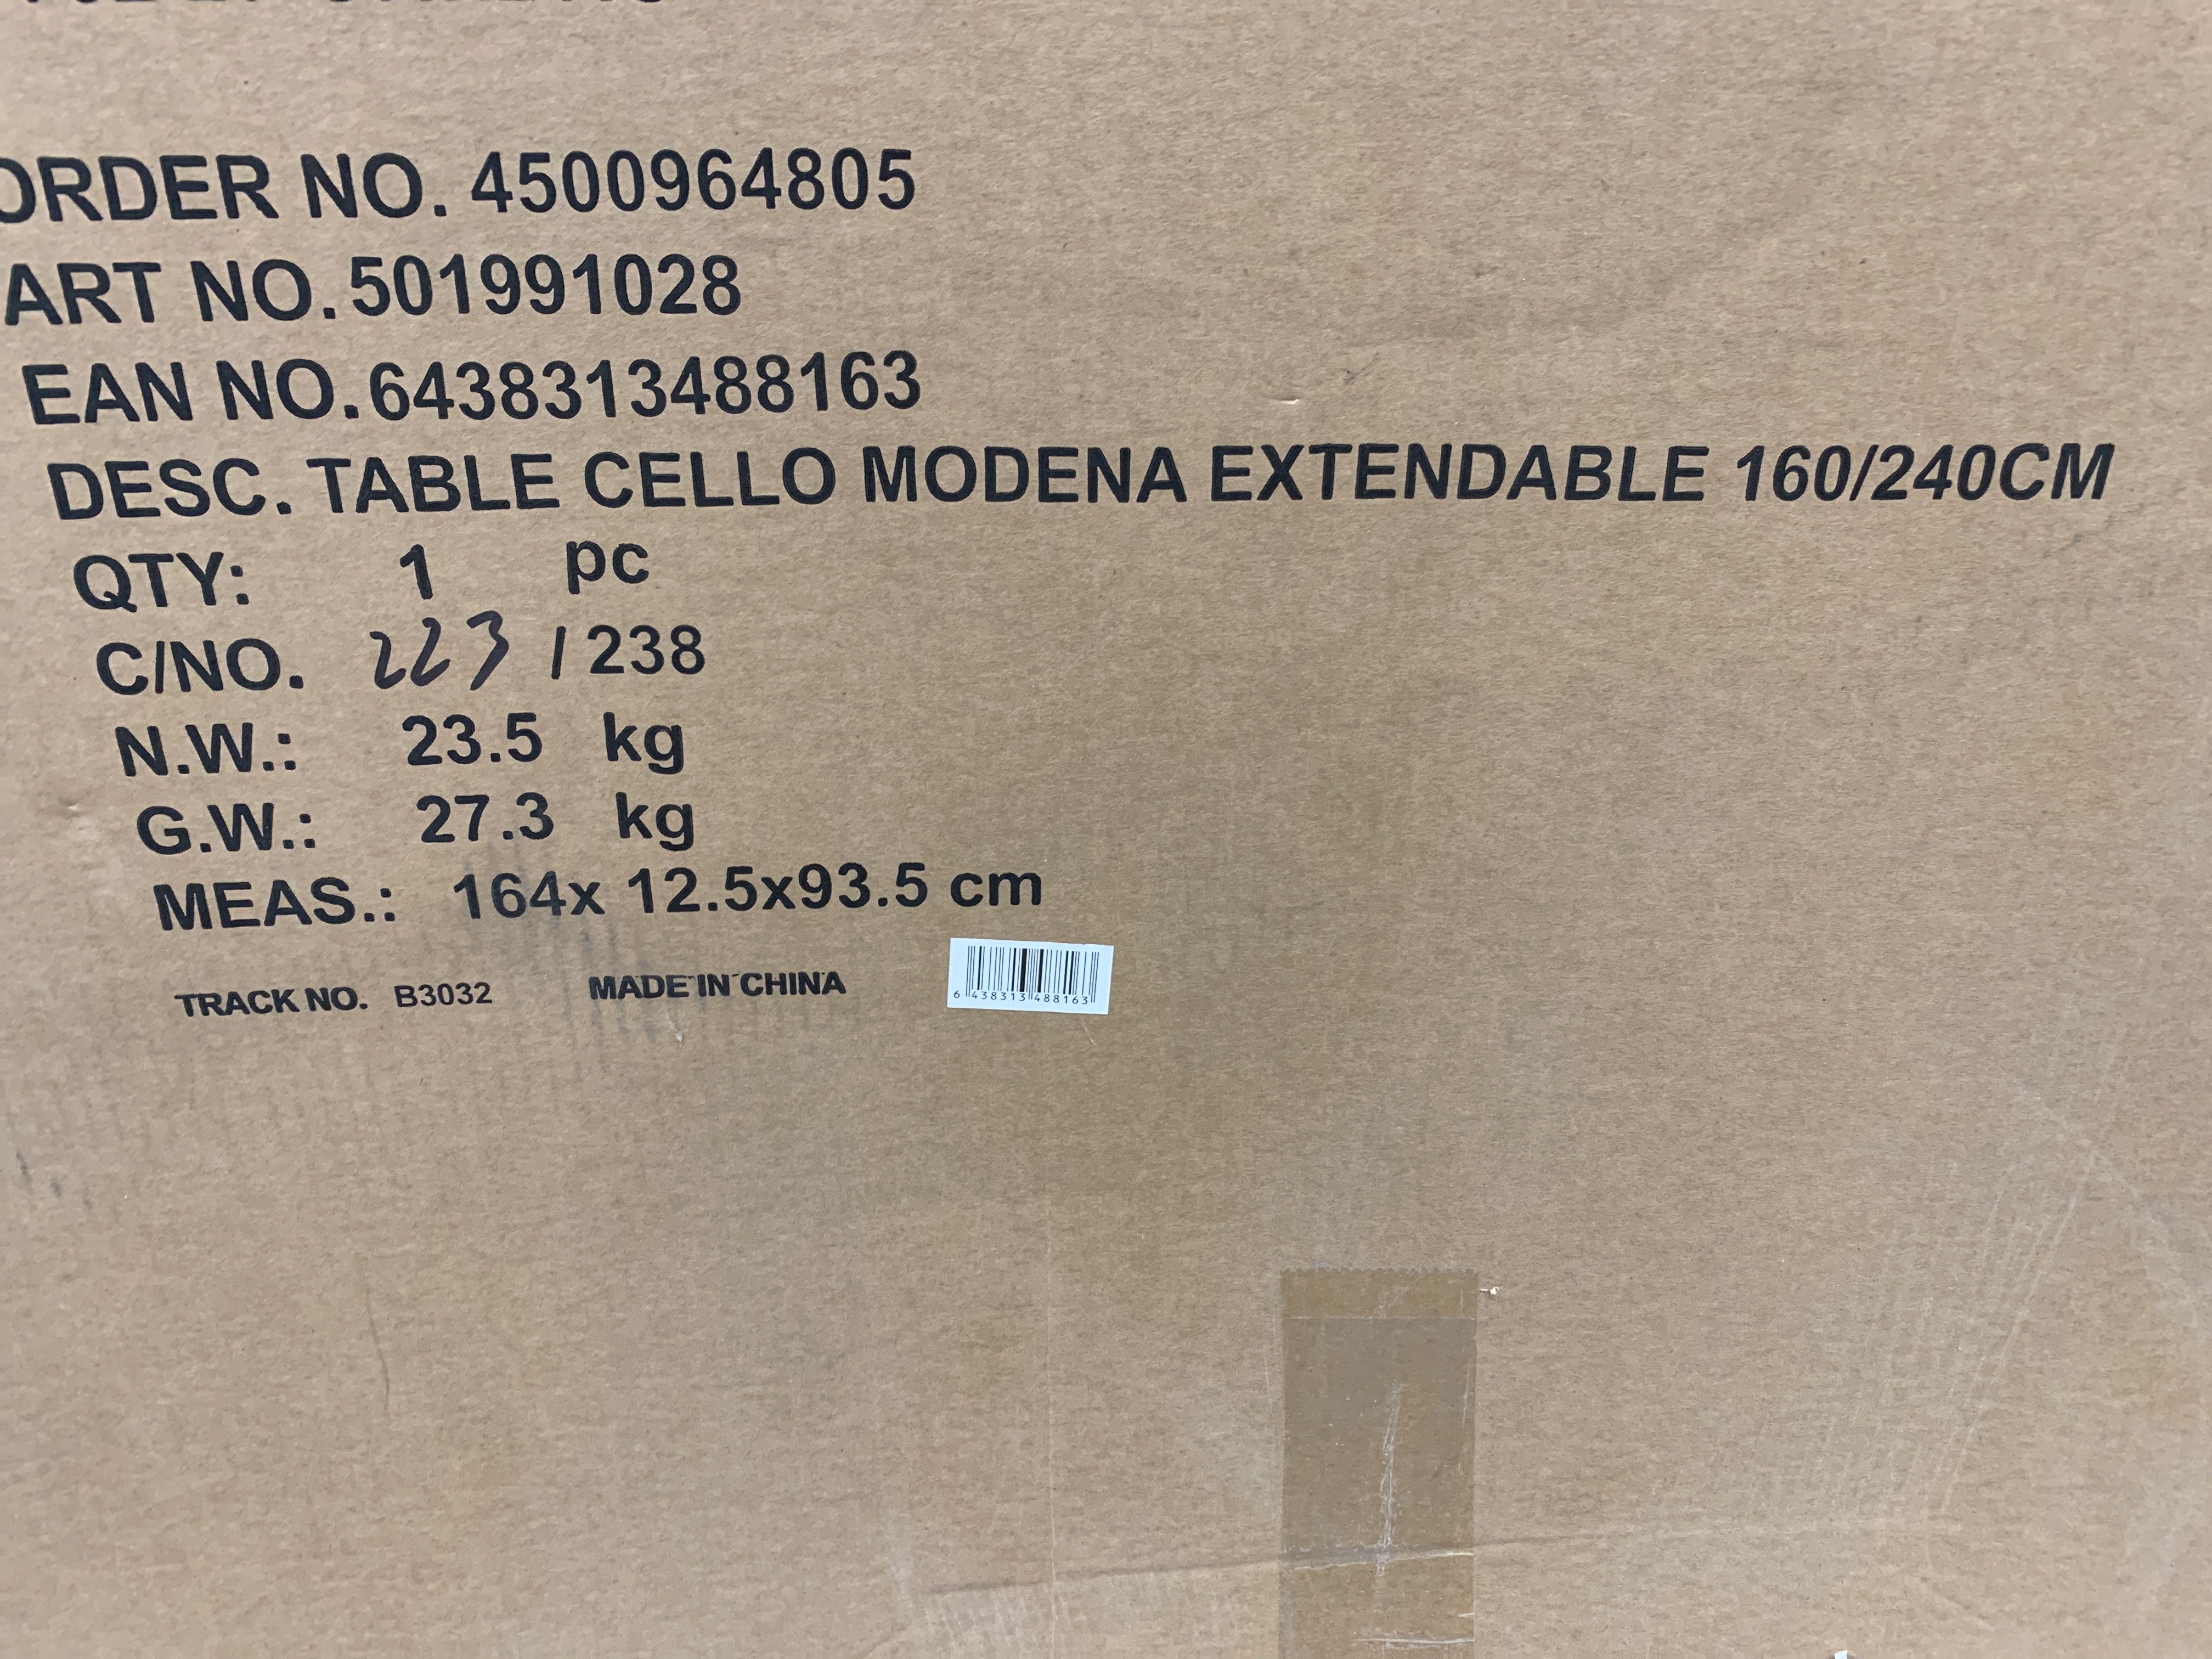 ORDER NO. 4500964805
ART NO. 501991028
EAN NO. 6438313488163
DESC. TABLE CELLO MODENA EXTENDABLE 160/240CM
QTY: 1 pc
C/NO. 223 / 238
N.W.: 23.5 kg
G.W.: 27.3 kg
MEAS.: 164x 12.5x93.5 cm
TRACK NO. B3032 MADE IN CHINA
6 438313 488163